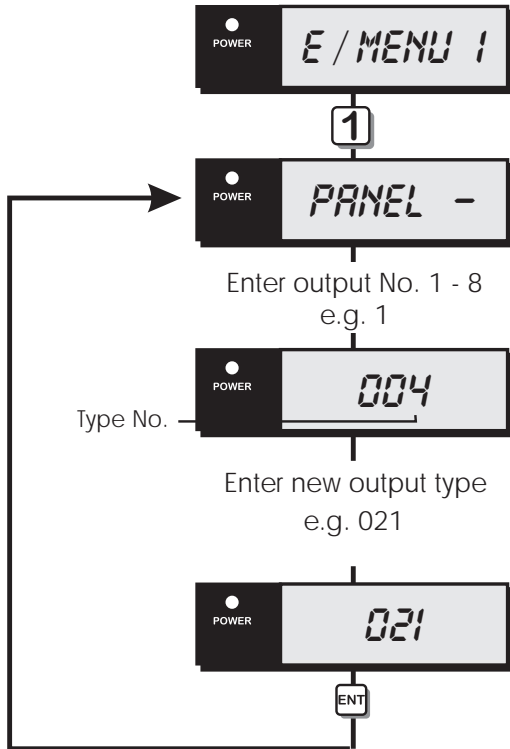 POWER
E/MENU 1
1
POWER
PANEL -
Enter output No. 1 - 8
e.g. 1
POWER
004
Type No.
Enter new output type
e.g. 021
POWER
021
ENT